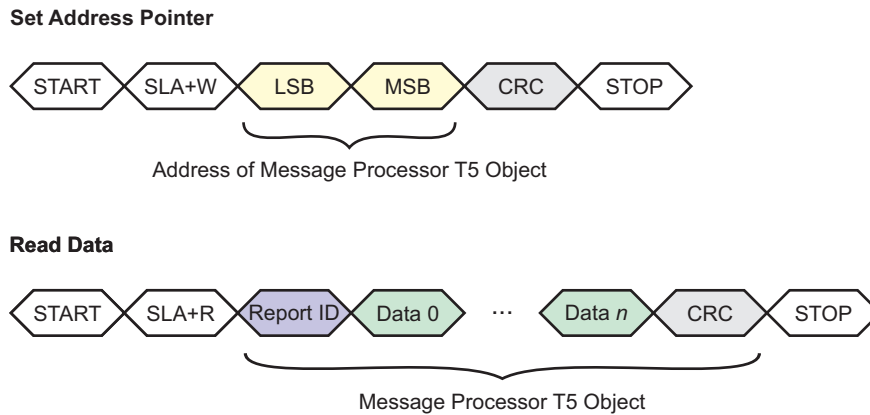 Set Address Pointer
START SLA+W LSB MSB CRC STOP
Address of Message Processor T5 Object
Read Data
START SLA+R Report ID Data 0 ... Data n CRC STOP
Message Processor T5 Object